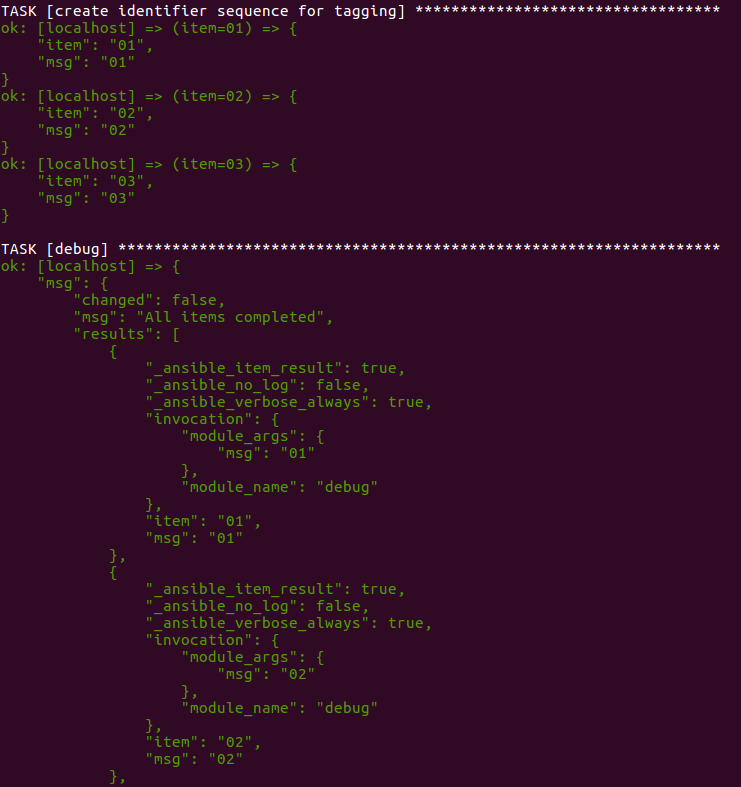 TASK [create identifier sequence for tagging] **********************************
ok: [localhost] => (item=01) => {
    "item": "01",
    "msg": "01"
}
ok: [localhost] => (item=02) => {
    "item": "02",
    "msg": "02"
}
ok: [localhost] => (item=03) => {
    "item": "03",
    "msg": "03"
}

TASK [debug] *******************************************************************
ok: [localhost] => {
    "msg": {
        "changed": false,
        "msg": "All items completed",
        "results": [
            {
                "_ansible_item_result": true,
                "_ansible_no_log": false,
                "_ansible_verbose_always": true,
                "invocation": {
                    "module_args": {
                        "msg": "01"
                    },
                    "module_name": "debug"
                },
                "item": "01",
                "msg": "01"
            },
            {
                "_ansible_item_result": true,
                "_ansible_no_log": false,
                "_ansible_verbose_always": true,
                "invocation": {
                    "module_args": {
                        "msg": "02"
                    },
                    "module_name": "debug"
                },
                "item": "02",
                "msg": "02"
            },